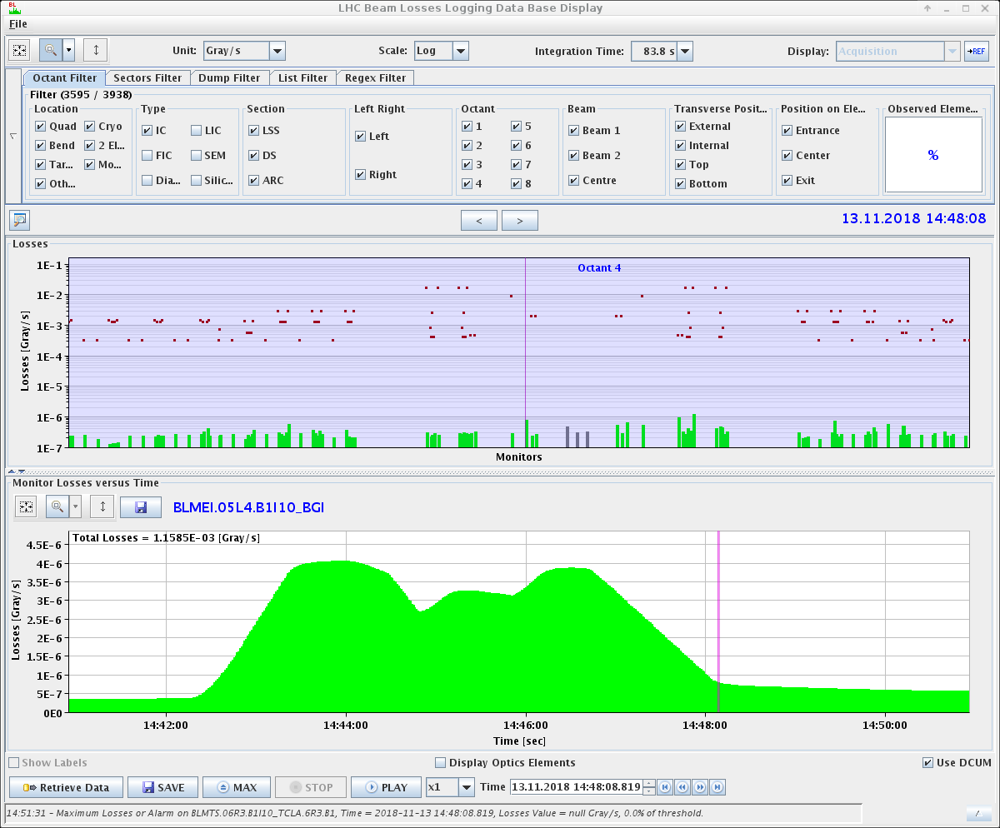 BL
LHC Beam Losses Logging Data Base Display
File
Unit: Gray/s Scale: Log Integration Time: 83.8 s Display: Acquisition →REF
Octant Filter Sectors Filter Dump Filter List Filter Regex Filter
Filter (3595 / 3938)
Location Type Section Left Right Octant Beam Transverse Posit... Position on Ele... Observed Eleme...
Quad Cryo IC LIC LSS Left 1 5 Beam 1 External Entrance
Bend 2 El... FIC SEM DS 2 6 Beam 2 Internal Center %
Tar... Mo... Dia... Silic... ARC Right 3 7 Centre Top Exit
Oth... 4 8 Bottom
< > 13.11.2018 14:48:08
Losses
Octant 4
1E-1
1E-2
1E-3
1E-4
1E-5
1E-6
1E-7
Losses [Gray/s]
Monitors
Monitor Losses versus Time
BLMEI.05L4.B1I10_BGI
Total Losses = 1.1585E-03 [Gray/s]
4.5E-6
4E-6
3.5E-6
3E-6
2.5E-6
2E-6
1.5E-6
1E-6
5E-7
0E0
Losses [Gray/s]
14:42:00 14:44:00 14:46:00 14:48:00 14:50:00
Time [sec]
Show Labels Display Optics Elements Use DCUM
Retrieve Data SAVE MAX STOP PLAY x1 Time 13.11.2018 14:48:08.819
14:51:31 - Maximum Losses or Alarm on BLMTS.06R3.B1I10_TCLA.6R3.B1, Time = 2018-11-13 14:48:08.819, Losses Value = null Gray/s, 0.0% of threshold.